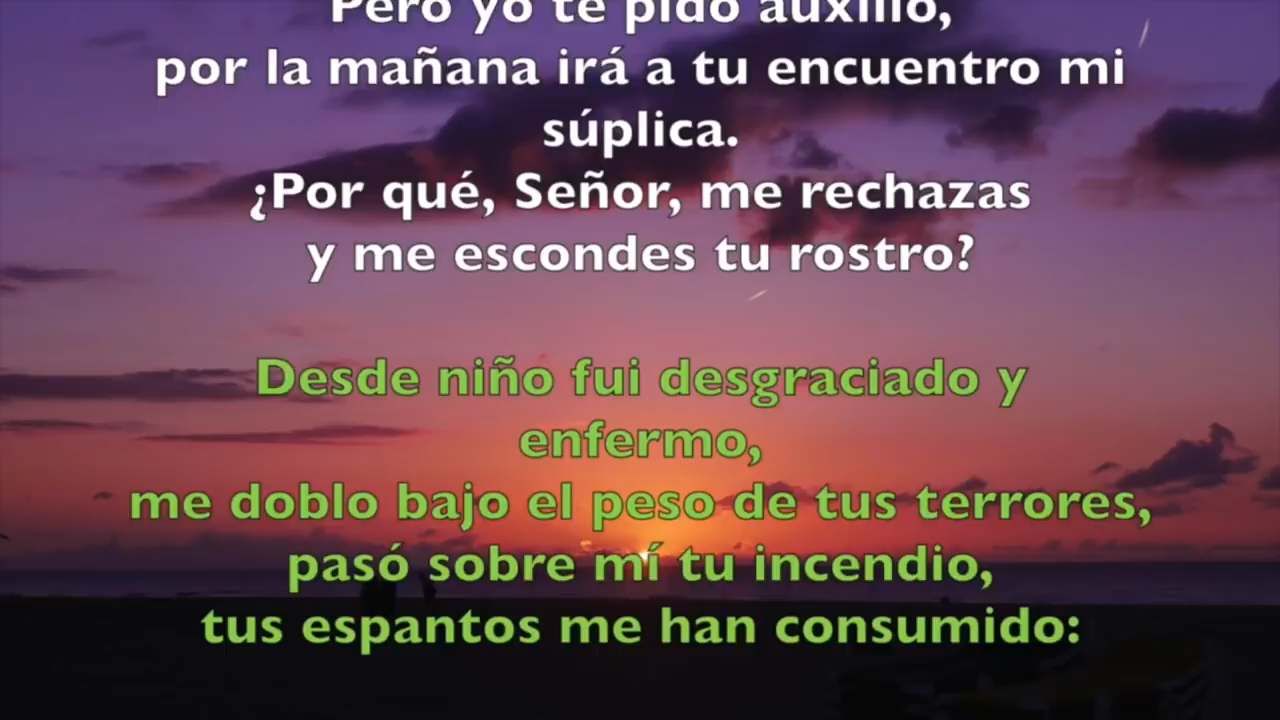 Pero yo te pido auxilio,
por la mañana irá a tu encuentro mi
súplica.
¿Por qué, Señor, me rechazas
y me escondes tu rostro?
Desde niño fui desgraciado y
enfermo,
me doblo bajo el peso de tus terrores,
pasó sobre mí tu incendio,
tus espantos me han consumido: